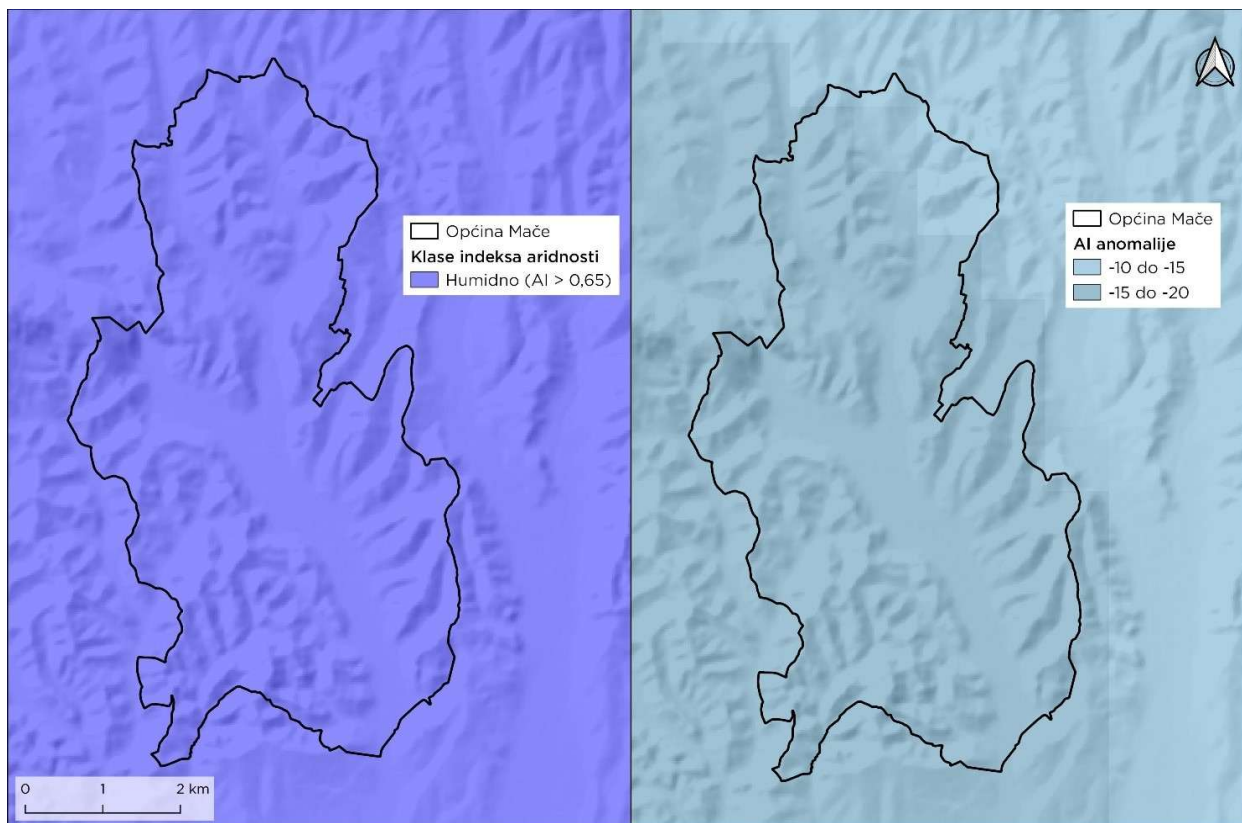 Općina Mače
Klase indeksa aridnosti
Humidno (AI > 0,65)
Općina Mače
AI anomalije
-10 do -15
-15 do -20
0 1 2 km